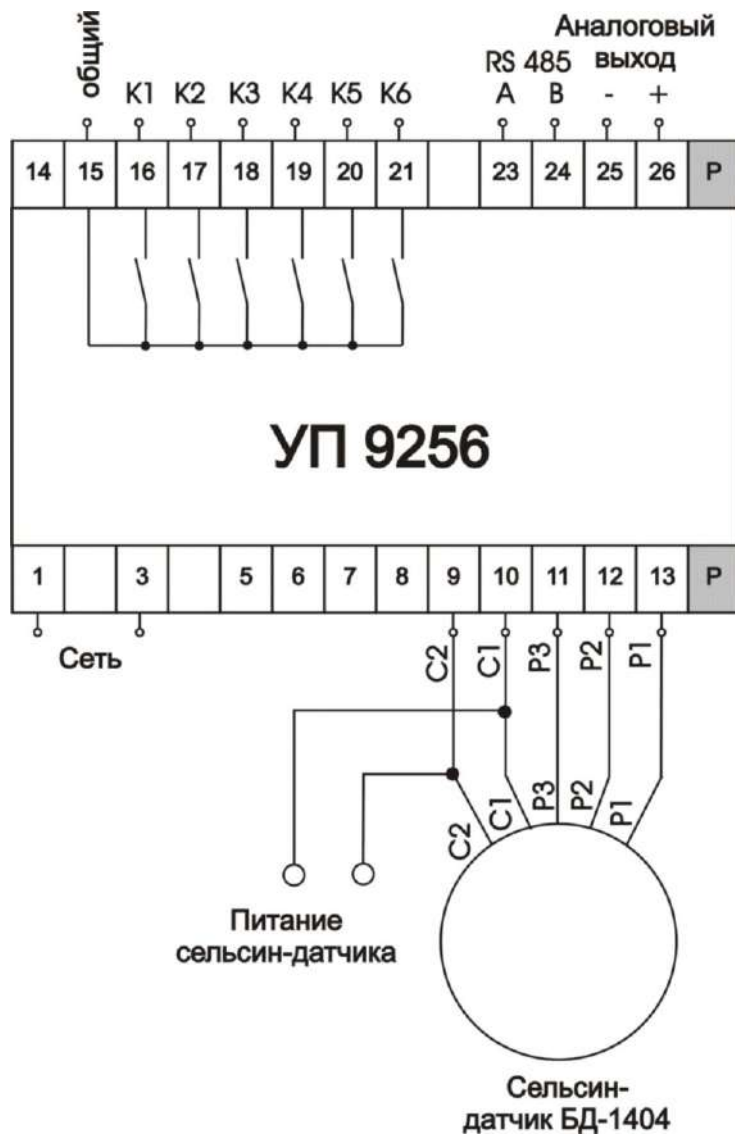 Аналоговый
RS 485 выход
общий K1 K2 K3 K4 K5 K6 A B - +
14 15 16 17 18 19 20 21 23 24 25 26 P
УП 9256
1 3 5 6 7 8 9 10 11 12 13 P
Сеть
C2 C1 P3 P2 P1
C2 C1 P3 P2 P1
Питание
сельсин-датчика
Сельсин-
датчик БД-1404